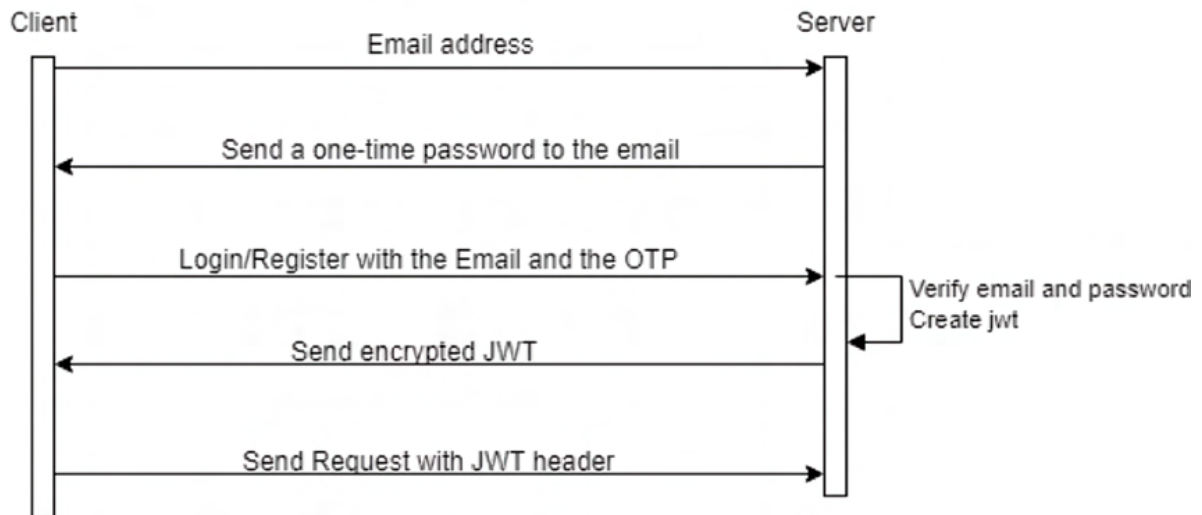 Client
Server
Email address
Send a one-time password to the email
Login/Register with the Email and the OTP
Verify email and password
Create jwt
Send encrypted JWT
Send Request with JWT header